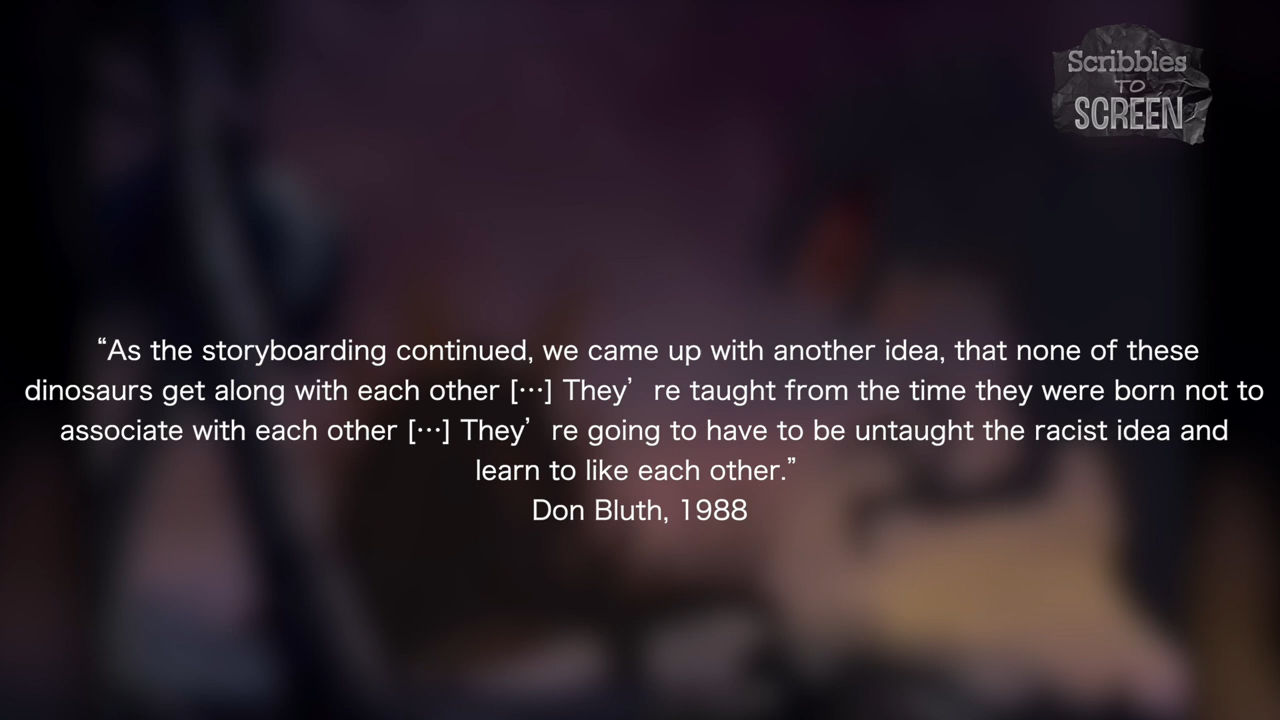 Scribbles
TO
SCREEN
“As the storyboarding continued, we came up with another idea, that none of these
dinosaurs get along with each other […] They’re taught from the time they were born not to
associate with each other […] They’re going to have to be untaught the racist idea and
learn to like each other.”
Don Bluth, 1988